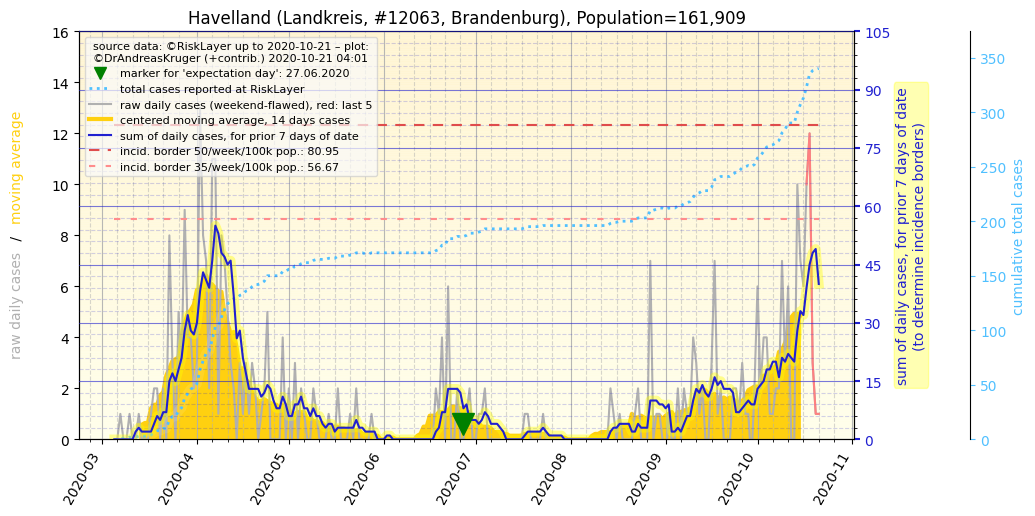 Havelland (Landkreis, #12063, Brandenburg), Population=161,909
source data: ©RiskLayer up to 2020-10-21 – plot:
©DrAndreasKruger (+contrib.) 2020-10-21 04:01
marker for 'expectation day': 27.06.2020
total cases reported at RiskLayer
raw daily cases (weekend-flawed), red: last 5
centered moving average, 14 days cases
sum of daily cases, for prior 7 days of date
incid. border 50/week/100k pop.: 80.95
incid. border 35/week/100k pop.: 56.67
raw daily cases / moving average
16
14
12
10
8
6
4
2
0
2020-03
2020-04
2020-05
2020-06
2020-07
2020-08
2020-09
2020-10
2020-11
105
90
75
60
45
30
15
0
sum of daily cases, for prior 7 days of date
(to determine incidence borders)
350
300
250
200
150
100
50
0
cumulative total cases